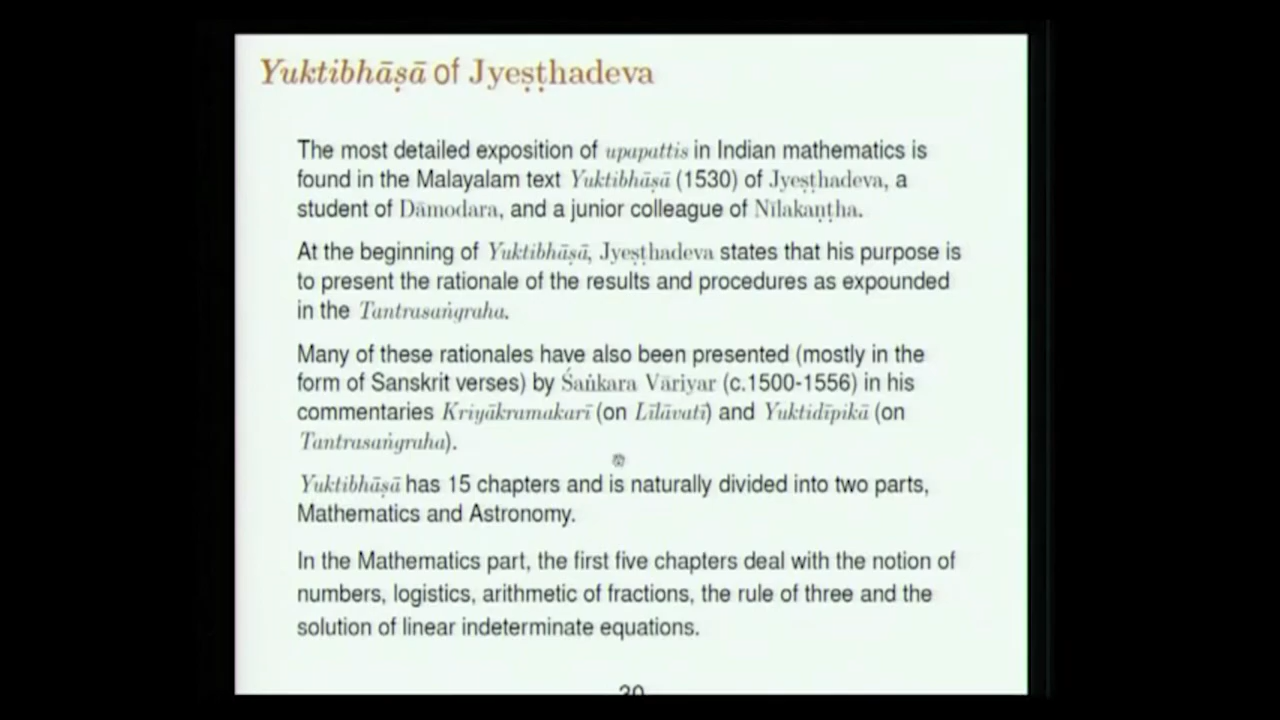 Yuktibhāṣā of Jyeṣṭhadeva
The most detailed exposition of upapattis in Indian mathematics is
found in the Malayalam text Yuktibhāṣā (1530) of Jyeṣṭhadeva, a
student of Dāmodara, and a junior colleague of Nīlakaṇṭha.
At the beginning of Yuktibhāṣā, Jyeṣṭhadeva states that his purpose is
to present the rationale of the results and procedures as expounded
in the Tantrasaṅgraha.
Many of these rationales have also been presented (mostly in the
form of Sanskrit verses) by Śaṅkara Vāriyar (c.1500-1556) in his
commentaries Kriyākramakarī (on Līlāvatī) and Yuktidīpikā (on
Tantrasaṅgraha).
Yuktibhāṣā has 15 chapters and is naturally divided into two parts,
Mathematics and Astronomy.
In the Mathematics part, the first five chapters deal with the notion of
numbers, logistics, arithmetic of fractions, the rule of three and the
solution of linear indeterminate equations.